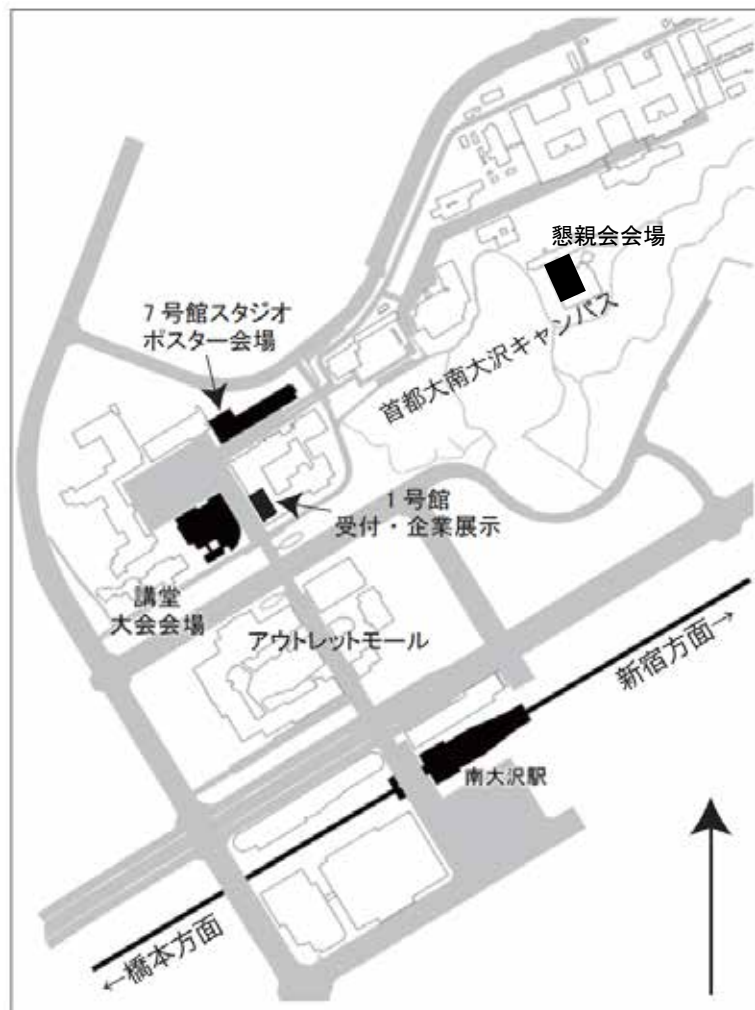 懇親会会場
7号館スタジオ
ポスター会場
首都大南大沢キャンパス
1号館
受付・企業展示
講堂
大会会場
アウトレットモール
新宿方面→
南大沢駅
←橋本方面